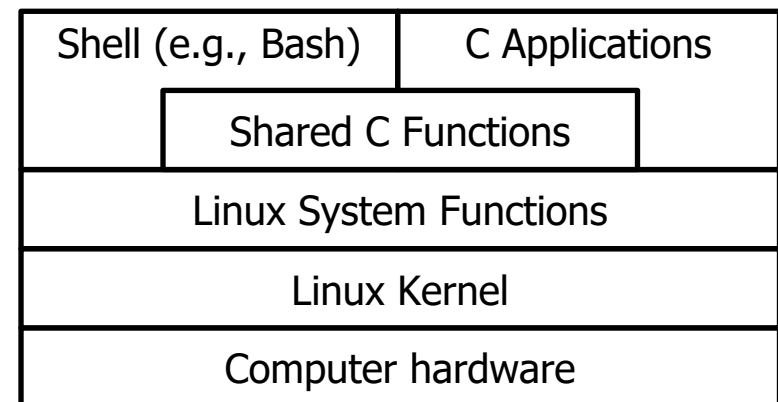 Shell (e.g., Bash)
C Applications
Shared C Functions
Linux System Functions
Linux Kernel
Computer hardware